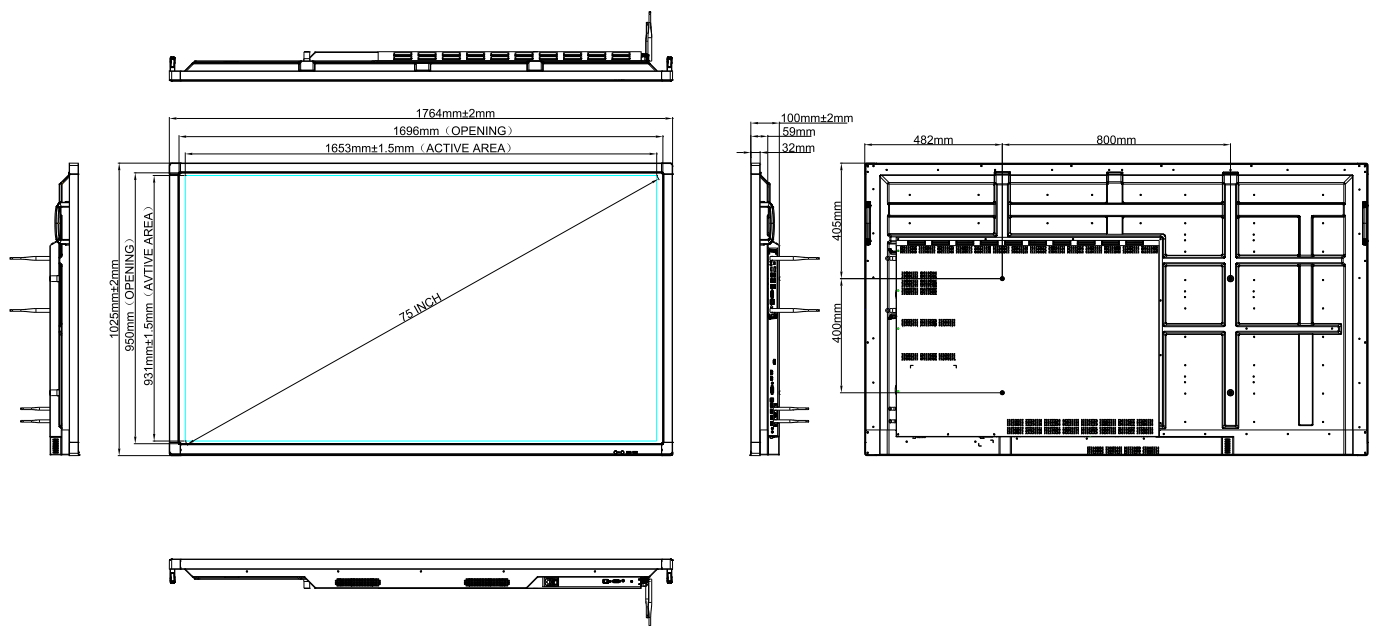 1764mm±2mm
1696mm（OPENING）
1653mm±1.5mm（ACTIVE AREA）
1025mm±2mm
950mm（OPENING）
931mm±1.5mm（AVTIVE AREA）
75 INCH
100mm±2mm
59mm
32mm
482mm
800mm
405mm
400mm